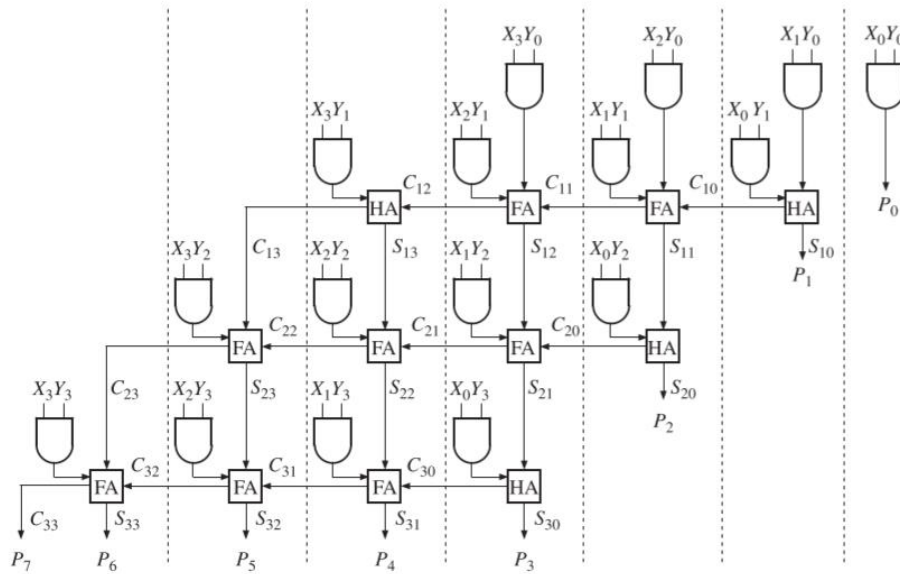 X₃Y₀ X₂Y₀ X₁Y₀ X₀Y₀
X₃Y₁ X₂Y₁ X₁Y₁ X₀ Y₁
C₁₂ C₁₁ C₁₀
HA FA FA HA P₀
C₁₃ S₁₃ S₁₂ S₁₁ S₁₀
X₃Y₂ X₂Y₂ X₁Y₂ X₀Y₂ P₁
C₂₂ C₂₁ C₂₀
FA FA FA HA
C₂₃ S₂₃ S₂₂ S₂₁ S₂₀
X₃Y₃ X₂Y₃ X₁Y₃ X₀Y₃ P₂
C₃₂ C₃₁ C₃₀
FA FA FA HA
C₃₃ S₃₃ S₃₂ S₃₁ S₃₀
P₇ P₆ P₅ P₄ P₃